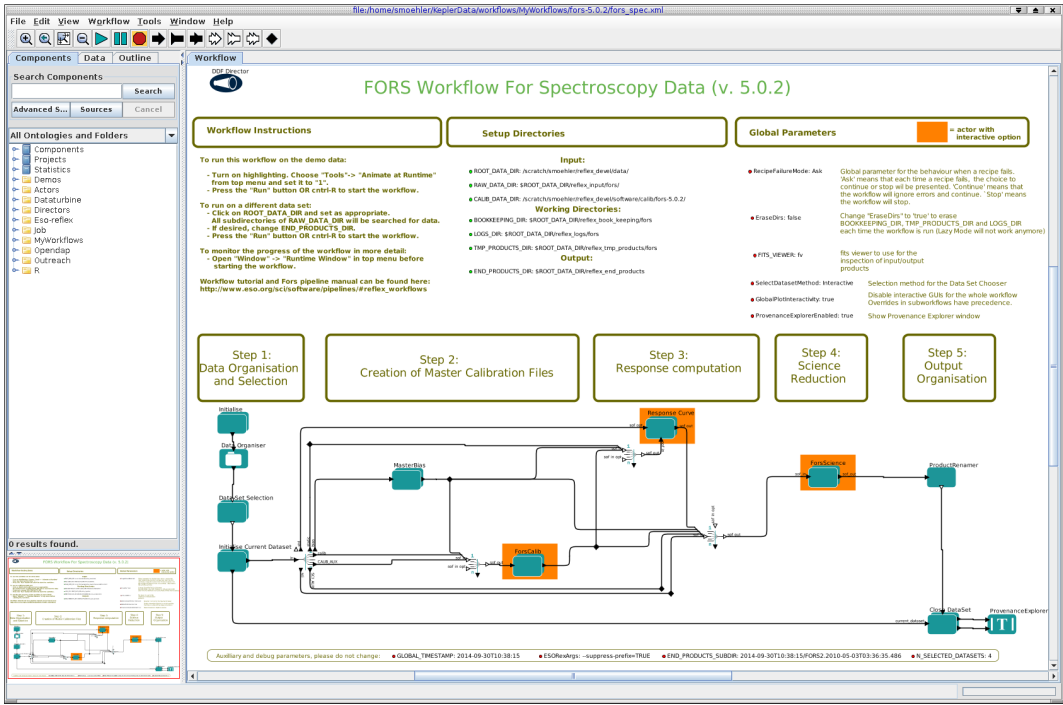 file:/home/smoehler/KeplerData/workflows/MyWorkflows/fors-5.0.2/fors_spec.xml
File Edit View Workflow Tools Window Help
Components Data Outline
Search Components
Search
Advanced S... Sources Cancel
All Ontologies and Folders
Components
Projects
Statistics
Demos
Actors
Dataturbine
Directors
Eso-reflex
Job
MyWorkflows
Opendap
Outreach
R
0 results found.
Workflow
DDF Director
FORS Workflow For Spectroscopy Data (v. 5.0.2)
Workflow Instructions
Setup Directories
Global Parameters
= actor with
interactive option
To run this workflow on the demo data:
- Turn on highlighting. Choose "Tools"-> "Animate at Runtime"
from top menu and set it to "1".
- Press the "Run" button OR cntrl-R to start the workflow.
To run on a different data set:
- Click on ROOT_DATA_DIR and set as appropriate.
All subdirectories of RAW_DATA_DIR will be searched for data.
- If desired, change END_PRODUCTS_DIR.
- Press the "Run" button OR cntrl-R to start the workflow.
To monitor the progress of the workflow in more detail:
- Open "Window" -> "Runtime Window" in top menu before
starting the workflow.
Workflow tutorial and Fors pipeline manual can be found here:
http://www.eso.org/sci/software/pipelines/#reflex_workflows
Input:
ROOT_DATA_DIR: /scratch/smoehler/reflex_devel/data/
RAW_DATA_DIR: $ROOT_DATA_DIR/reflex_input/fors/
CALIB_DATA_DIR: /scratch/smoehler/reflex_devel/software/calib/fors-5.0.2/
Working Directories:
BOOKKEEPING_DIR: $ROOT_DATA_DIR/reflex_book_keeping/fors
LOGS_DIR: $ROOT_DATA_DIR/reflex_logs/fors
TMP_PRODUCTS_DIR: $ROOT_DATA_DIR/reflex_tmp_products/fors
Output:
END_PRODUCTS_DIR: $ROOT_DATA_DIR/reflex_end_products
RecipeFailureMode: Ask
Global parameter for the behaviour when a recipe fails.
'Ask' means that each time a recipe fails, the choice to
continue or stop will be presented. 'Continue' means that
the workflow will ignore errors and continue. `Stop' means
the workflow will stop.
EraseDirs: false
Change "EraseDirs" to 'true' to erase
BOOKKEEPING_DIR, TMP_PRODUCTS_DIR and LOGS_DIR
each time the workflow is run (Lazy Mode will not work anymore)
FITS_VIEWER: fv
fits viewer to use for the
inspection of input/output
products
SelectDatasetMethod: Interactive
Selection method for the Data Set Chooser
GlobalPlotInteractivity: true
Disable interactive GUIs for the whole workflow
Overrides in subworkflows have precedence.
ProvenanceExplorerEnabled: true
Show Provenance Explorer window
Step 1:
Data Organisation
and Selection
Step 2:
Creation of Master Calibration Files
Step 3:
Response computation
Step 4:
Science
Reduction
Step 5:
Output
Organisation
Initialise
Data Organiser
DataSet Selection
Initialise Current Dataset
MasterBias
ForsCalib
Response Curve
ForsScience
ProductRenamer
Close DataSet
ProvenanceExplorer
T
current_dataset
Auxiliary and debug parameters, please do not change:
GLOBAL_TIMESTAMP: 2014-09-30T10:38:15
ESORexArgs: --suppress-prefix=TRUE
END_PRODUCTS_SUBDIR: 2014-09-30T10:38:15/FORS2.2010-05-03T03:36:35.486
N_SELECTED_DATASETS: 4